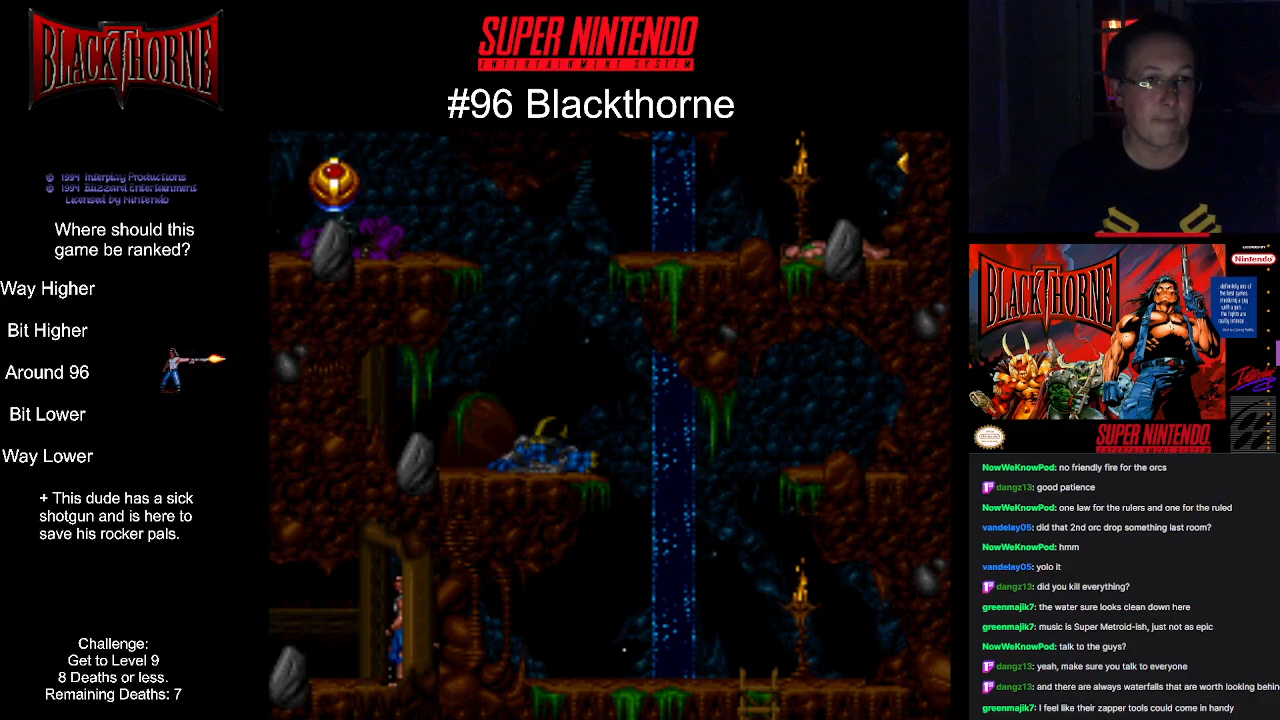 BLACKTHORNE
SUPER NINTENDO
ENTERTAINMENT SYSTEM
#96 Blackthorne
© 1994 Interplay Productions
© 1994 Blizzard Entertainment
Licensed by Nintendo
Where should this
game be ranked?
Way Higher
Bit Higher
Around 96
Bit Lower
Way Lower
+ This dude has a sick
shotgun and is here to
save his rocker pals.
Challenge:
Get to Level 9
8 Deaths or less.
Remaining Deaths: 7
BLACKTHORNE
Nintendo
Interplay
SUPER NINTENDO
NowWeKnowPod: no friendly fire for the orcs
dangz13: good patience
NowWeKnowPod: one law for the rulers and one for the ruled
vandelay05: did that 2nd orc drop something last room?
NowWeKnowPod: hmm
vandelay05: yolo it
dangz13: did you kill everything?
greenmajik7: the water sure looks clean down here
greenmajik7: music is Super Metroid-ish, just not as epic
NowWeKnowPod: talk to the guys?
dangz13: yeah, make sure you talk to everyone
dangz13: and there are always waterfalls that are worth looking behin
greenmajik7: I feel like their zapper tools could come in handy